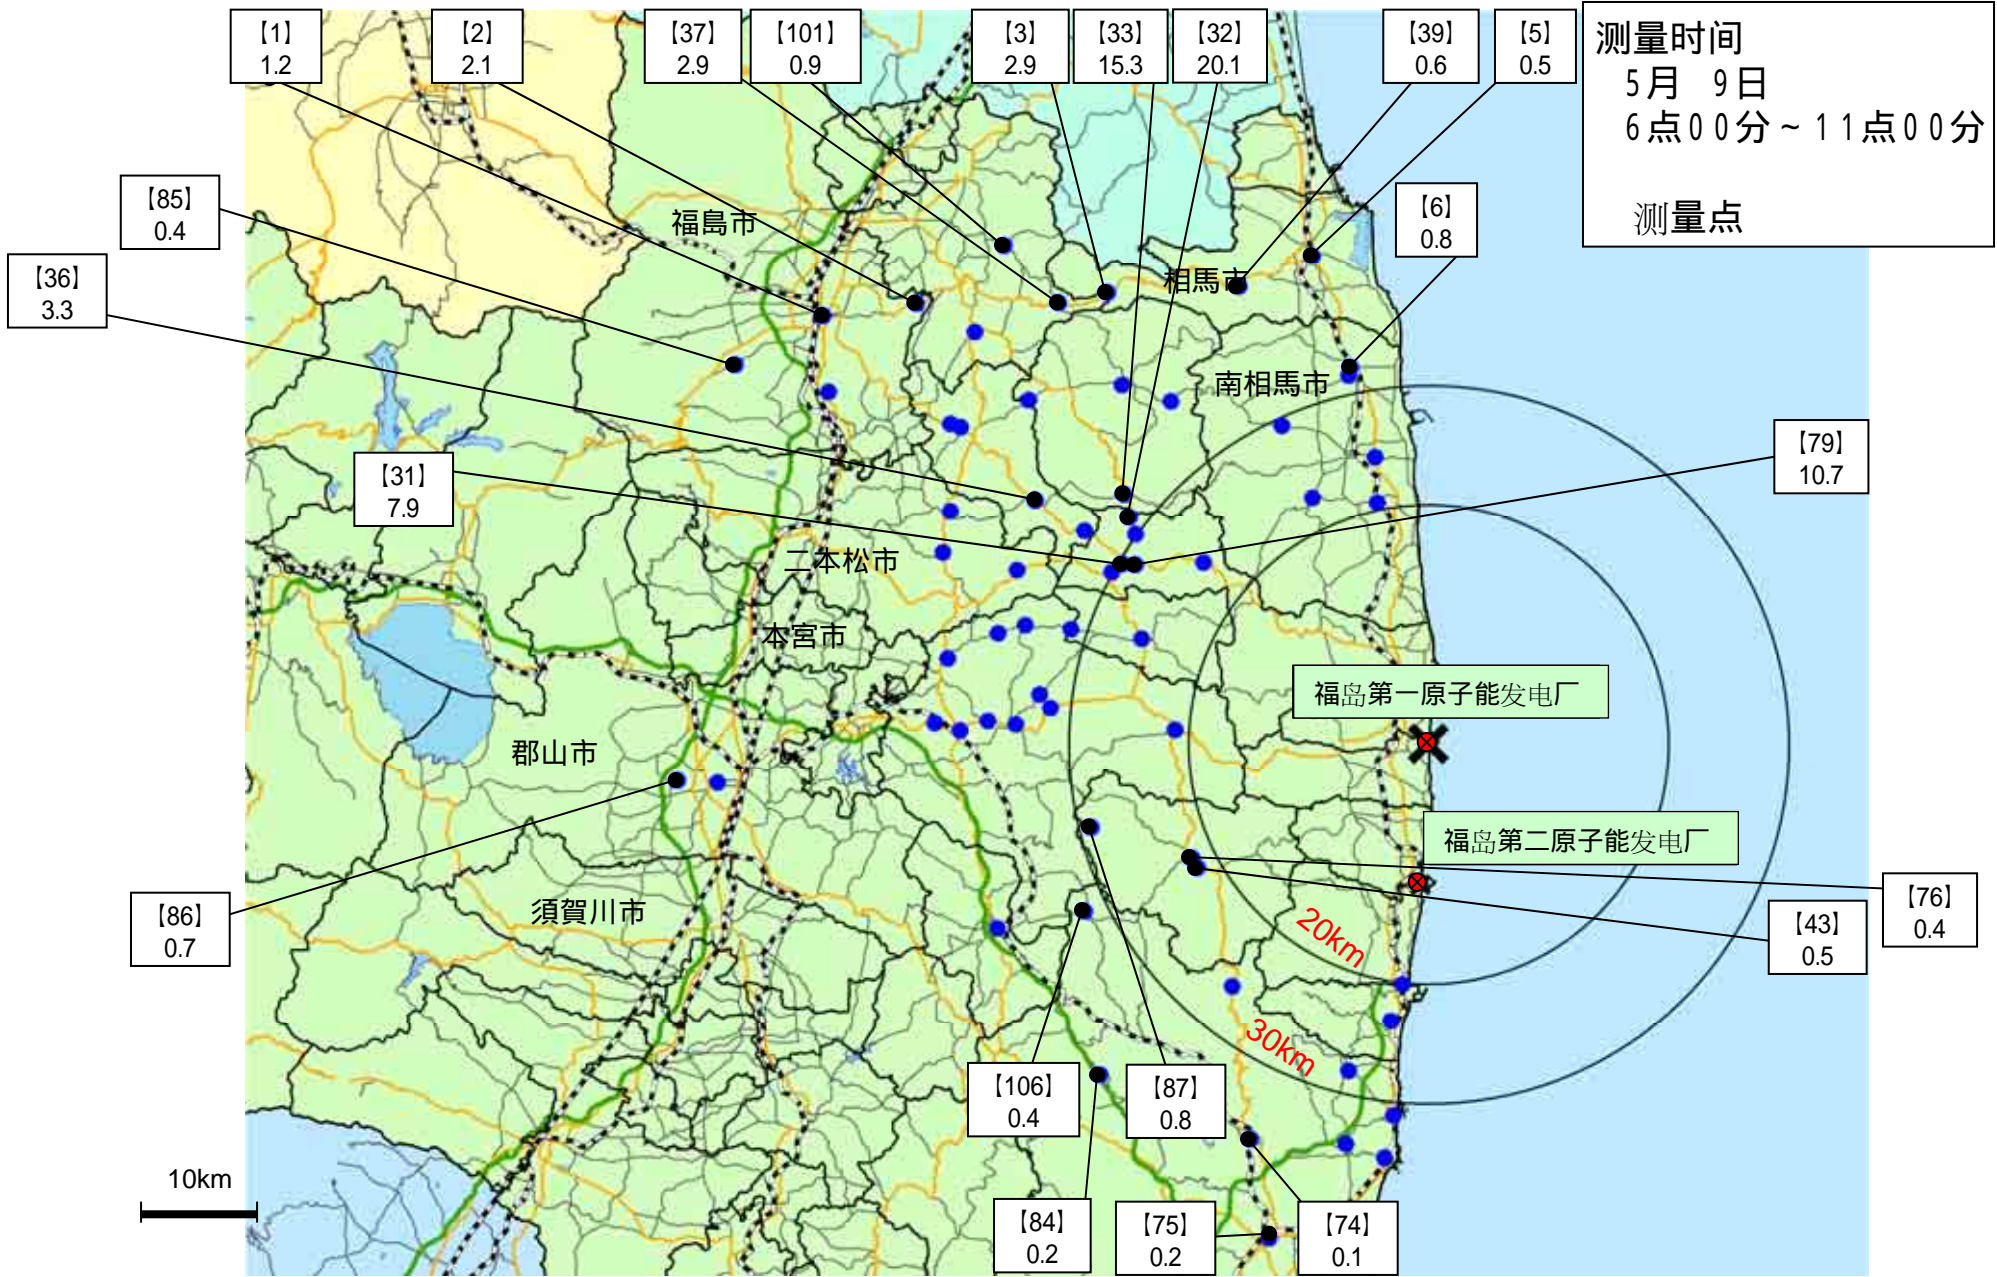 【1】
1.2
【2】
2.1
【37】
2.9
【101】
0.9
【3】
2.9
【33】
15.3
【32】
20.1
【39】
0.6
【5】
0.5
测量时间
5月 9日
6点00分~11点00分
测量点
【85】
0.4
【6】
0.8
福島市
【36】
3.3
相馬市
南相馬市
【79】
10.7
【31】
7.9
二本松市
本宮市
福岛第一原子能发电厂
郡山市
福岛第二原子能发电厂
【86】
0.7
須賀川市
【76】
0.4
【43】
0.5
20km
30km
【106】
0.4
【87】
0.8
10km
【84】
0.2
【75】
0.2
【74】
0.1